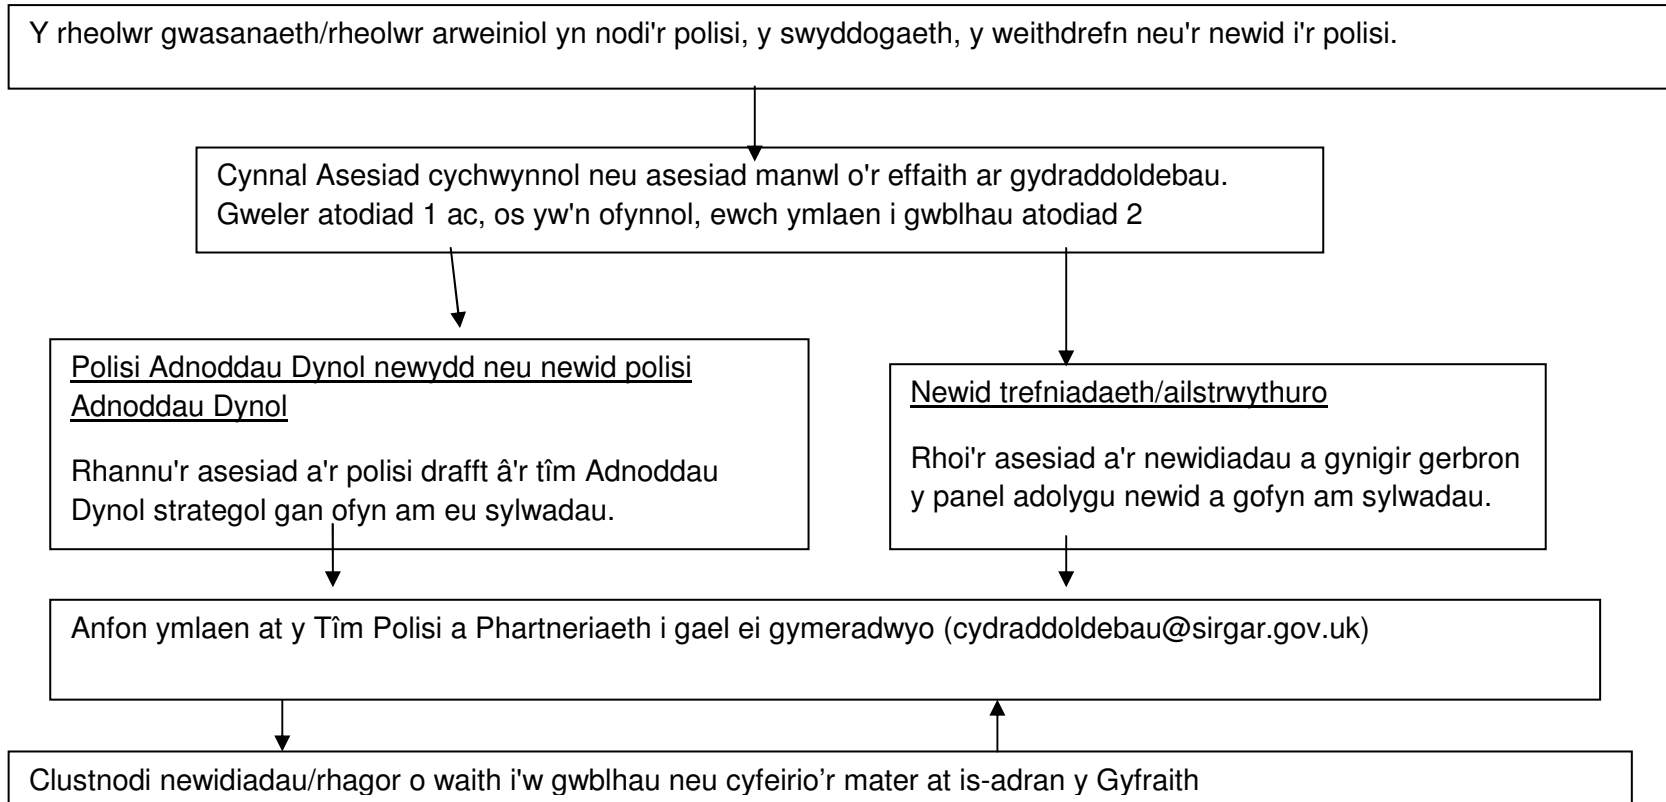 Y rheolwr gwasanaeth/rheolwr arweiniol yn nodi'r polisi, y swyddogaeth, y weithdrefn neu'r newid i'r polisi.
Cynnal Asesiad cychwynnol neu asesiad manwl o'r effaith ar gydraddoldebau.
Gweler atodiad 1 ac, os yw'n ofynnol, ewch ymlaen i gwblhau atodiad 2
Polisi Adnoddau Dynol newydd neu newid polisi
Adnoddau Dynol
Rhannu'r asesiad a'r polisi drafft â'r tîm Adnoddau
Dynol strategol gan ofyn am eu sylwadau.
Newid trefniadaeth/ailstrwythuro
Rhoi'r asesiad a'r newidiadau a gynigir gerbron
y panel adolygu newid a gofyn am sylwadau.
Anfon ymlaen at y Tîm Polisi a Phartneriaeth i gael ei gymeradwyo (cydraddoldebau@sirgar.gov.uk)
Clustnodi newidiadau/rhagor o waith i'w gwblhau neu cyfeirio’r mater at is-adran y Gyfraith